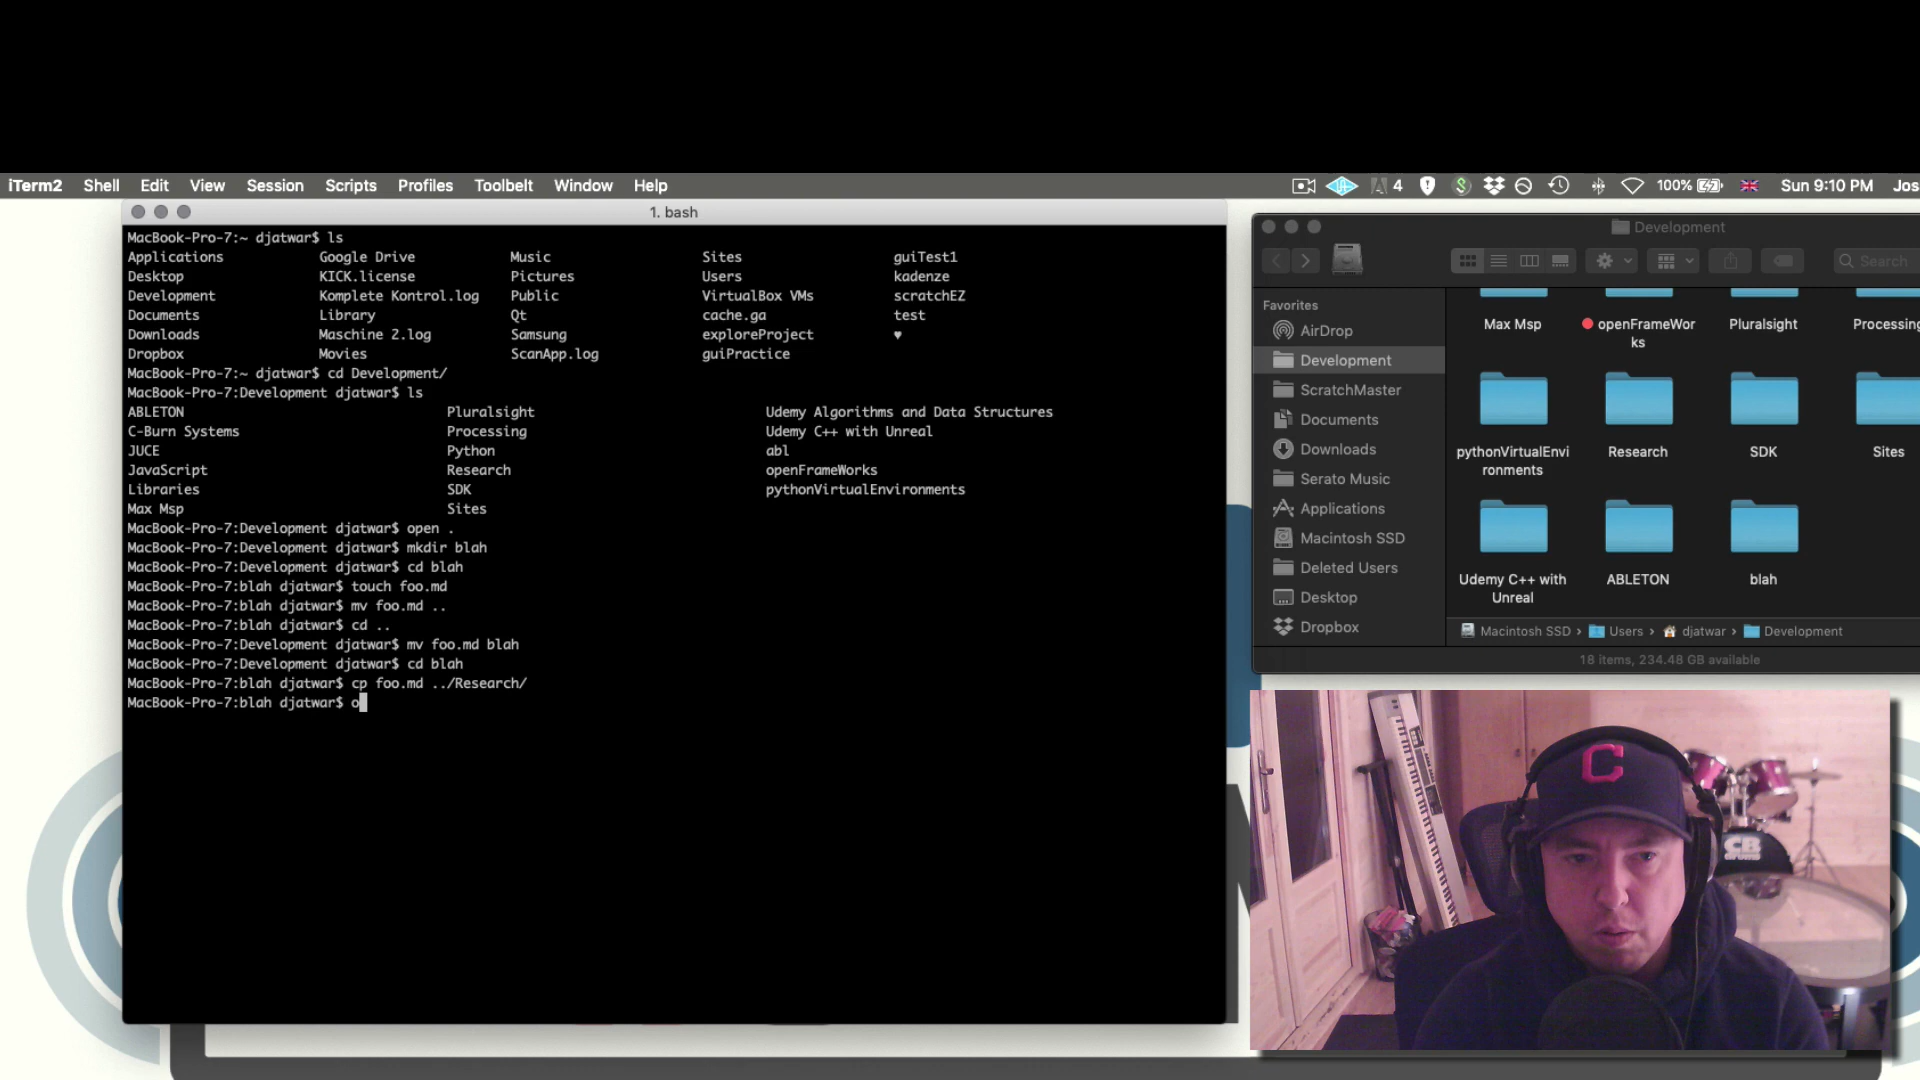 iTerm2 Shell Edit View Session Scripts Profiles Toolbelt Window Help 4 100% Sun 9:10 PM Jos
1. bash
MacBook-Pro-7:~ djatwar$ ls
Applications Google Drive Music Sites guiTest1
Desktop KICK.license Pictures Users kadenze
Development Komplete Kontrol.log Public VirtualBox VMs scratchEZ
Documents Library Qt cache.ga test
Downloads Maschine 2.log Samsung exploreProject ♥
Dropbox Movies ScanApp.log guiPractice
MacBook-Pro-7:~ djatwar$ cd Development/
MacBook-Pro-7:Development djatwar$ ls
ABLETON Pluralsight Udemy Algorithms and Data Structures
C-Burn Systems Processing Udemy C++ with Unreal
JUCE Python abl
JavaScript Research openFrameWorks
Libraries SDK pythonVirtualEnvironments
Max Msp Sites
MacBook-Pro-7:Development djatwar$ open .
MacBook-Pro-7:Development djatwar$ mkdir blah
MacBook-Pro-7:Development djatwar$ cd blah
MacBook-Pro-7:blah djatwar$ touch foo.md
MacBook-Pro-7:blah djatwar$ mv foo.md ..
MacBook-Pro-7:blah djatwar$ cd ..
MacBook-Pro-7:Development djatwar$ mv foo.md blah
MacBook-Pro-7:Development djatwar$ cd blah
MacBook-Pro-7:blah djatwar$ cp foo.md ../Research/
MacBook-Pro-7:blah djatwar$ o
Development
Search
Favorites
AirDrop
Development
ScratchMaster
Documents
Downloads
Serato Music
Applications
Macintosh SSD
Deleted Users
Desktop
Dropbox
Max Msp openFrameWor Pluralsight Processing
ks
pythonVirtualEnvi Research SDK Sites
ronments
Udemy C++ with ABLETON blah
Unreal
Macintosh SSD › Users › djatwar › Development
18 items, 234.48 GB available
C
CB